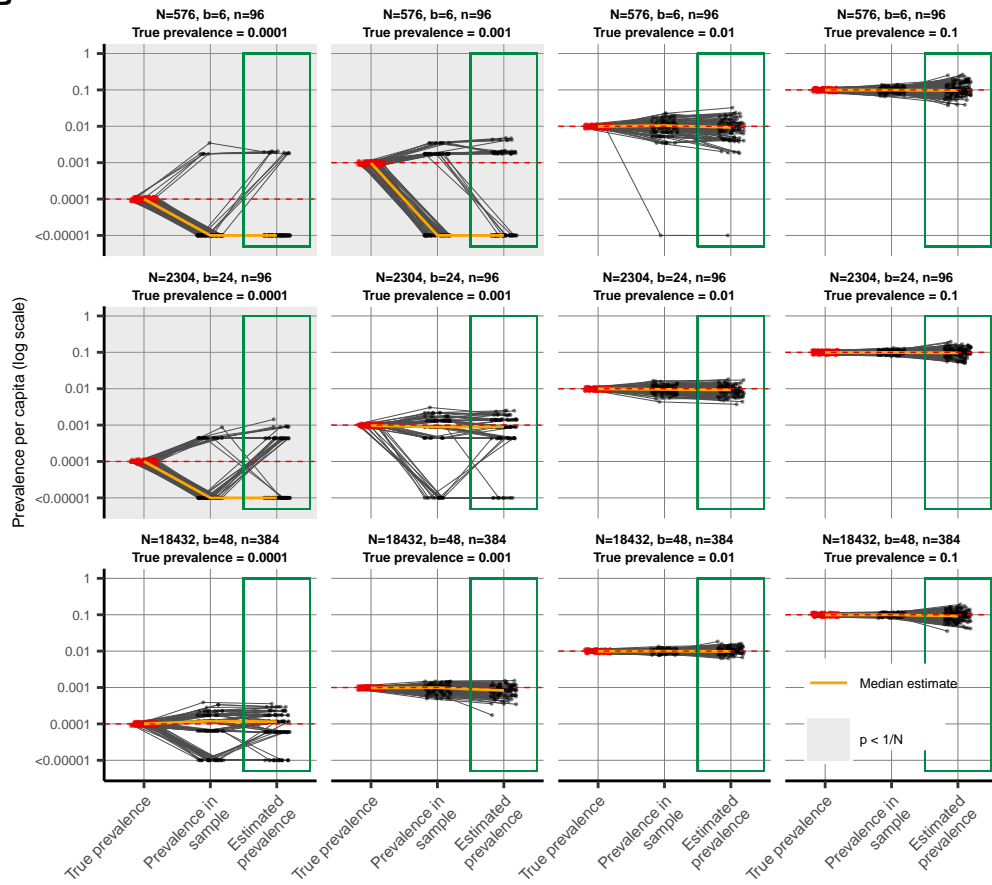 N=576, b=6, n=96
True prevalence = 0.0001
N=576, b=6, n=96
True prevalence = 0.001
N=576, b=6, n=96
True prevalence = 0.01
N=576, b=6, n=96
True prevalence = 0.1
1
0.1
0.01
0.001
0.0001
<0.00001
N=2304, b=24, n=96
True prevalence = 0.0001
N=2304, b=24, n=96
True prevalence = 0.001
N=2304, b=24, n=96
True prevalence = 0.01
N=2304, b=24, n=96
True prevalence = 0.1
1
0.1
0.01
0.001
0.0001
<0.00001
Prevalence per capita (log scale)
N=18432, b=48, n=384
True prevalence = 0.0001
N=18432, b=48, n=384
True prevalence = 0.001
N=18432, b=48, n=384
True prevalence = 0.01
N=18432, b=48, n=384
True prevalence = 0.1
1
0.1
0.01
0.001
0.0001
<0.00001
Median estimate
p < 1/N
True prevalence
Prevalence in
sample
Estimated
prevalence
True prevalence
Prevalence in
sample
Estimated
prevalence
True prevalence
Prevalence in
sample
Estimated
prevalence
True prevalence
Prevalence in
sample
Estimated
prevalence